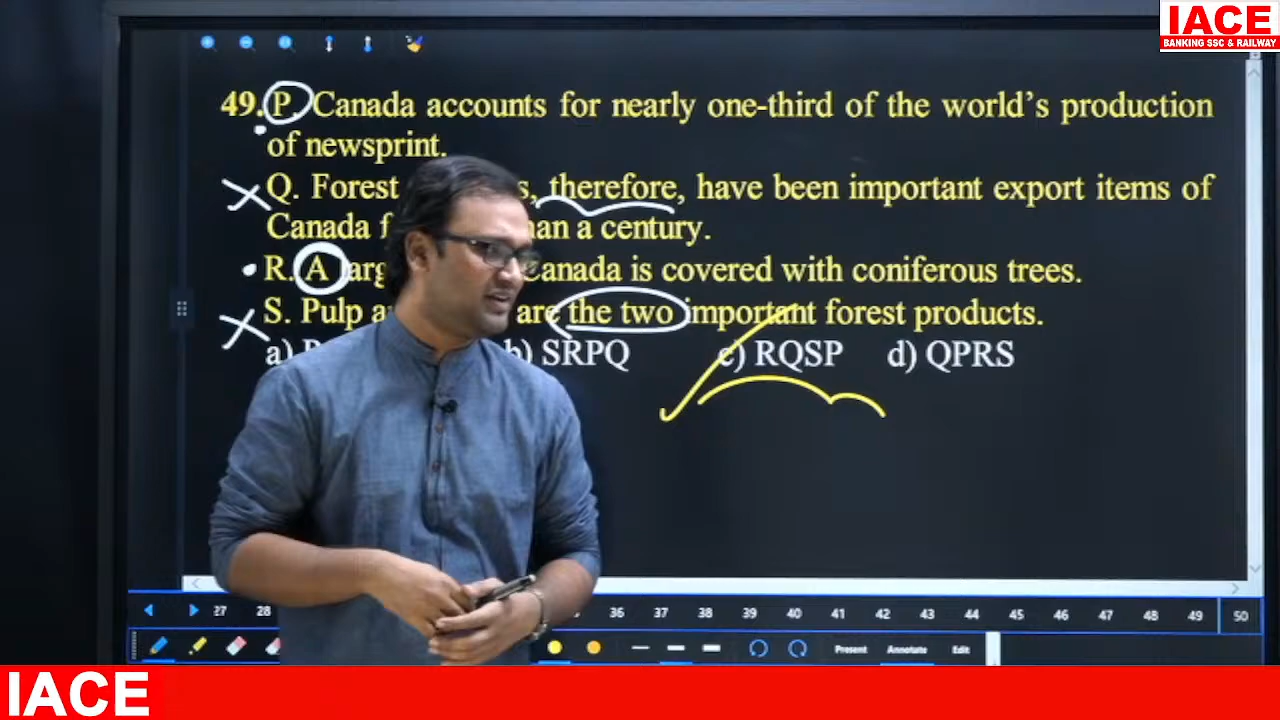 IACE
BANKING SSC & RAILWAY
49. P. Canada accounts for nearly one-third of the world's production
of newsprint.
Q. Forest s, therefore, have been important export items of
Canada a century.
R. A Canada is covered with coniferous trees.
S. Pulp are the two important forest products.
a) b) SRPQ c) RQSP d) QPRS
27 28 36 37 38 39 40 41 42 43 44 45 46 47 48 49 50
Present Annotate Edit
IACE